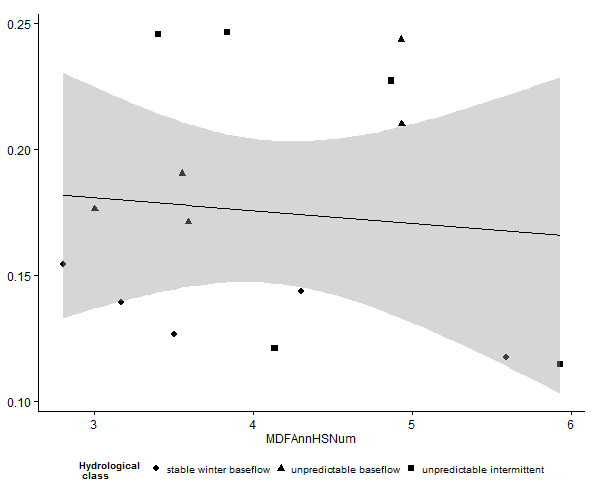 0.25
0.20
0.15
0.10
3 4 5 6
MDFAnnHSNum
Hydrological
class
stable winter baseflow unpredictable baseflow unpredictable intermittent